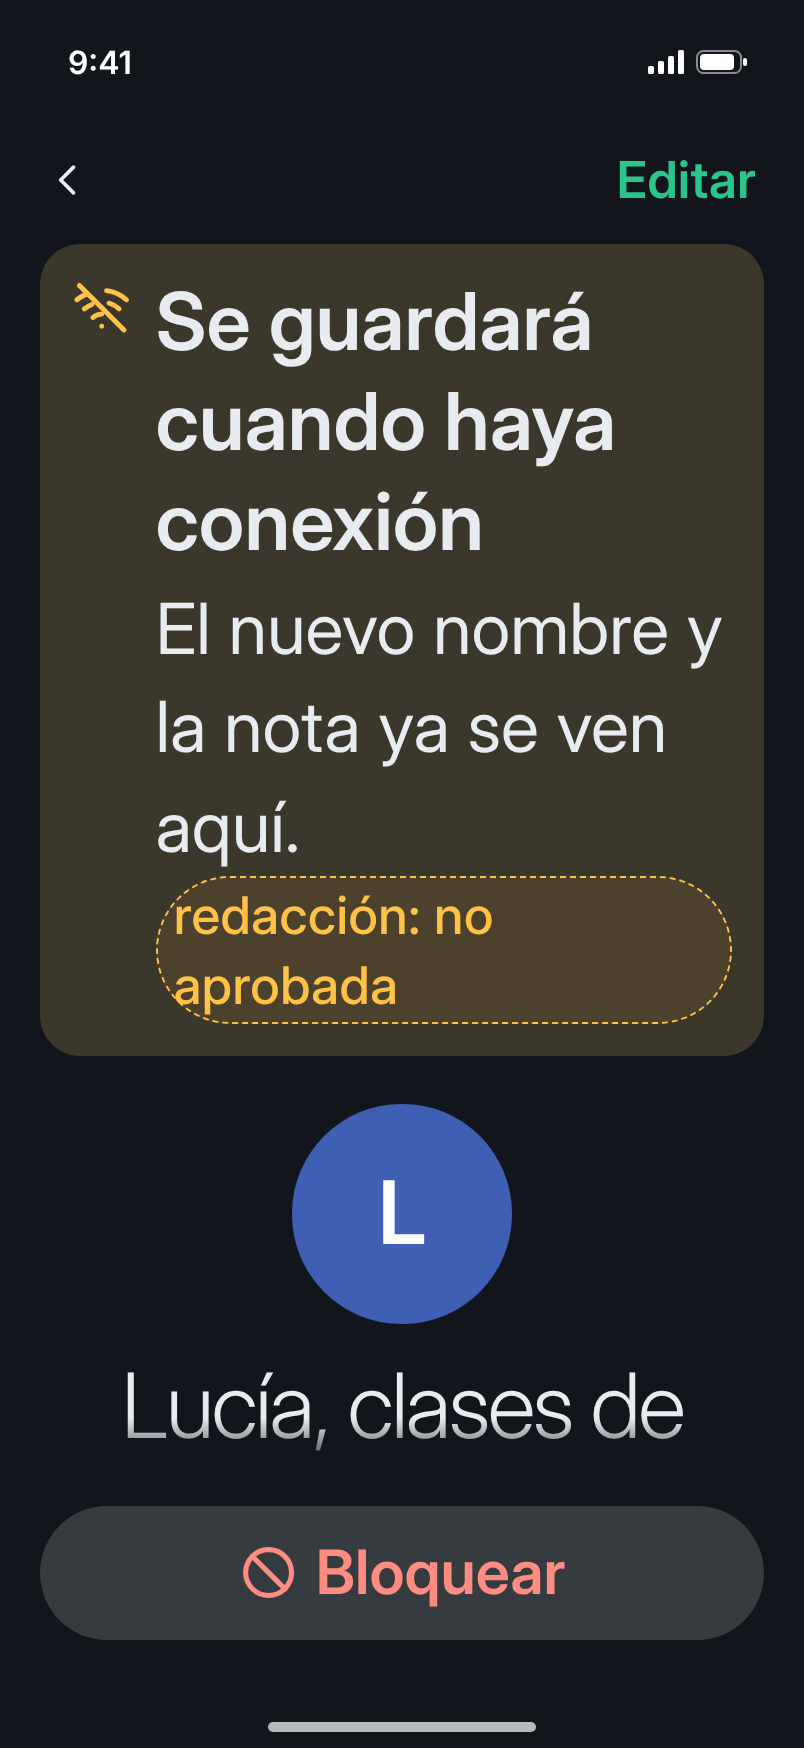 9:41
Editar
Se guardará
cuando haya
conexión
El nuevo nombre y
la nota ya se ven
aquí.
redacción: no
aprobada
L
Lucía, clases de
Bloquear